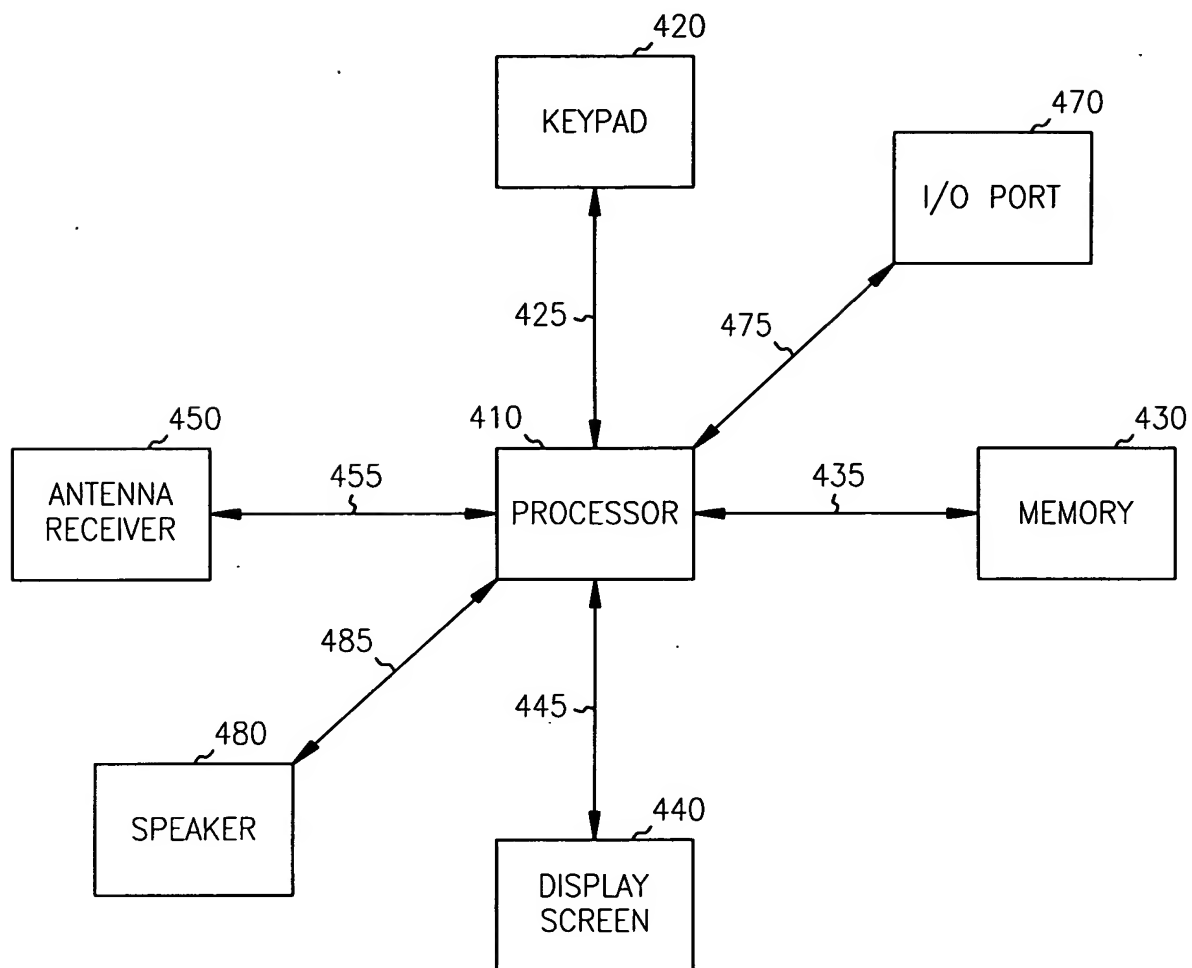 420
KEYPAD
470
I/O PORT
425
475
450
ANTENNA
RECEIVER
455
410
PROCESSOR
435
430
MEMORY
485
445
480
SPEAKER
440
DISPLAY
SCREEN